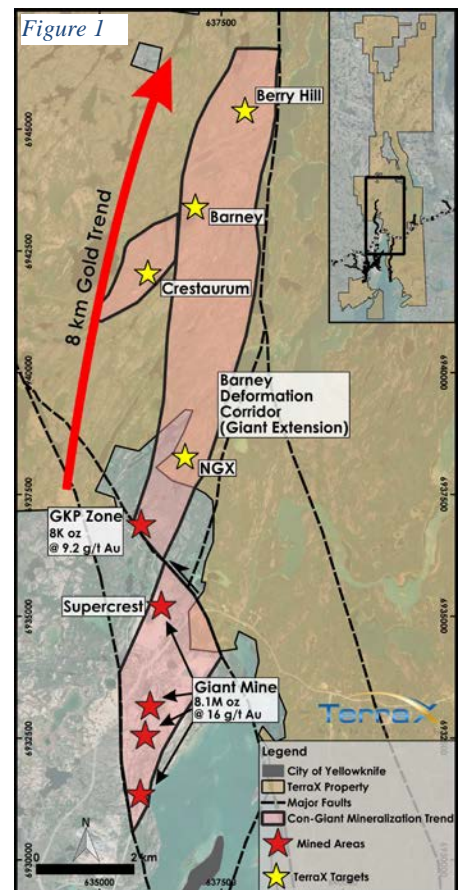 Figure 1
637500
Berry Hill
6945000
Barney
6942500
Crestaurum
8 km Gold Trend
6940000
6940000
Barney
Deformation
Corridor
(Giant Extension)
NGX
6937500
6937500
GKP Zone
8K oz
@ 9.2 g/t Au
Supercrest
6935000
6935000
Giant Mine
8.1M oz
@ 16 g/t Au
TerraX
6932500
Legend
City of Yellowknife
TerraX Property
Major Faults
Con-Giant Mineralization Trend
Mined Areas
TerraX Targets
N
6930000
0
2 km
635000
637500